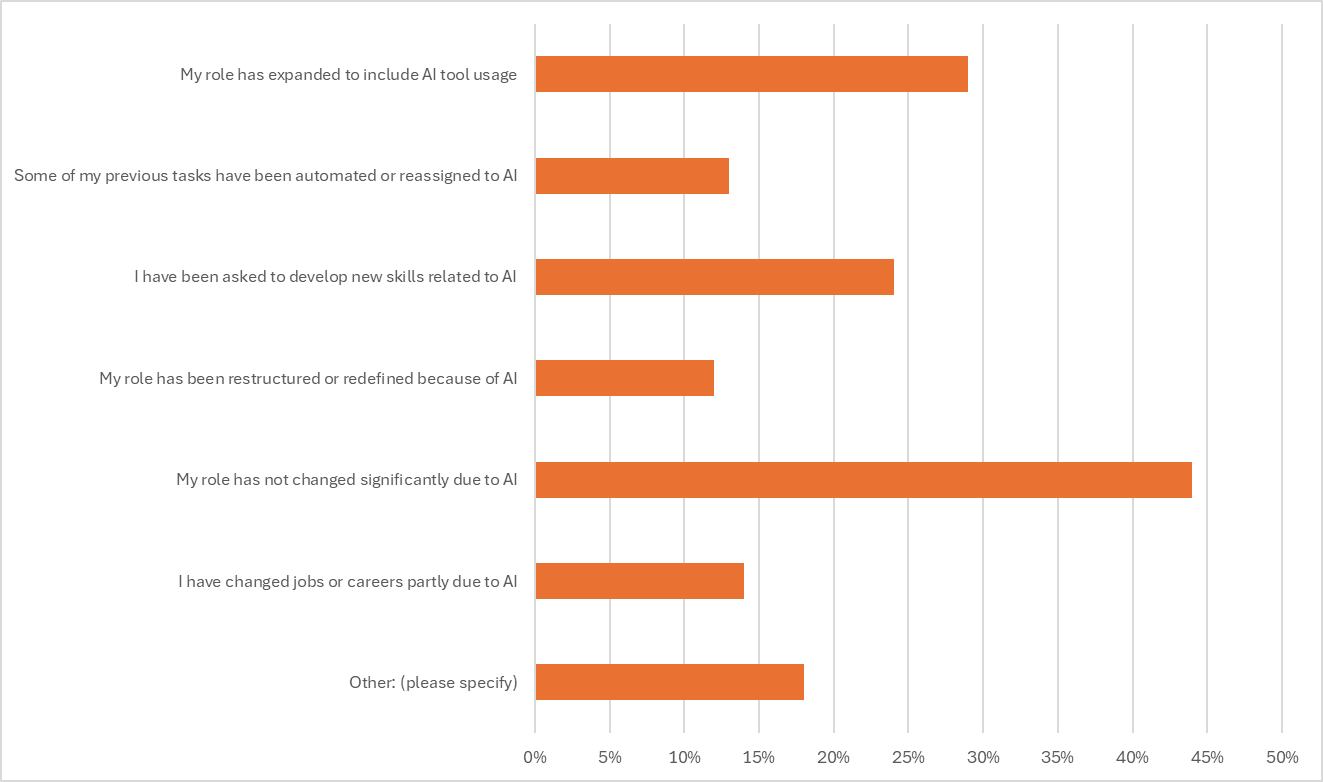 My role has expanded to include AI tool usage
Some of my previous tasks have been automated or reassigned to AI
I have been asked to develop new skills related to AI
My role has been restructured or redefined because of AI
My role has not changed significantly due to AI
I have changed jobs or careers partly due to AI
Other: (please specify)
0% 5% 10% 15% 20% 25% 30% 35% 40% 45% 50%